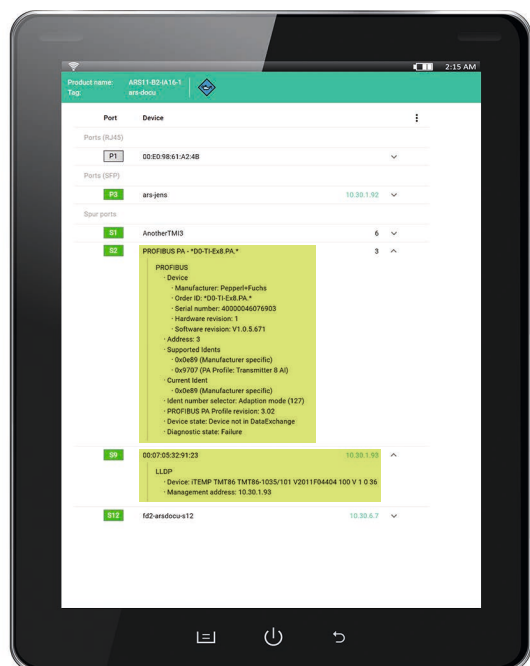 2:15 AM
Product name: ARS11-B2-IA16-1
Tag: ars-docu
Port Device
Ports (RJ45)
P1 00:E0:98:61:A2:4B
Ports (SFP)
P3 ars-jens 10.30.1.92
Spur ports
S1 AnotherTMI3 6
S2 PROFIBUS PA - *D0-TI-Ex8.PA.* 3
PROFIBUS
· Device
· Manufacturer: Pepperl+Fuchs
· Order ID: *D0-TI-Ex8.PA.*
· Serial number: 40000046076903
· Hardware revision: 1
· Software revision: V1.0.5.671
· Address: 3
· Supported Idents
· 0x0e89 (Manufacturer specific)
· 0x9707 (PA Profile: Transmitter 8 AI)
· Current Ident
· 0x0e89 (Manufacturer specific)
· Ident number selector: Adaption mode (127)
· PROFIBUS PA Profile revision: 3.02
· Device state: Device not in DataExchange
· Diagnostic state: Failure
S9 00:07:05:32:91:23 10.30.1.93
LLDP
· Device: iTEMP TMT86 TMT86-1035/101 V2011F04404 100 V 1 0 36
· Management address: 10.30.1.93
S12 fd2-arsdocu-s12 10.30.6.7